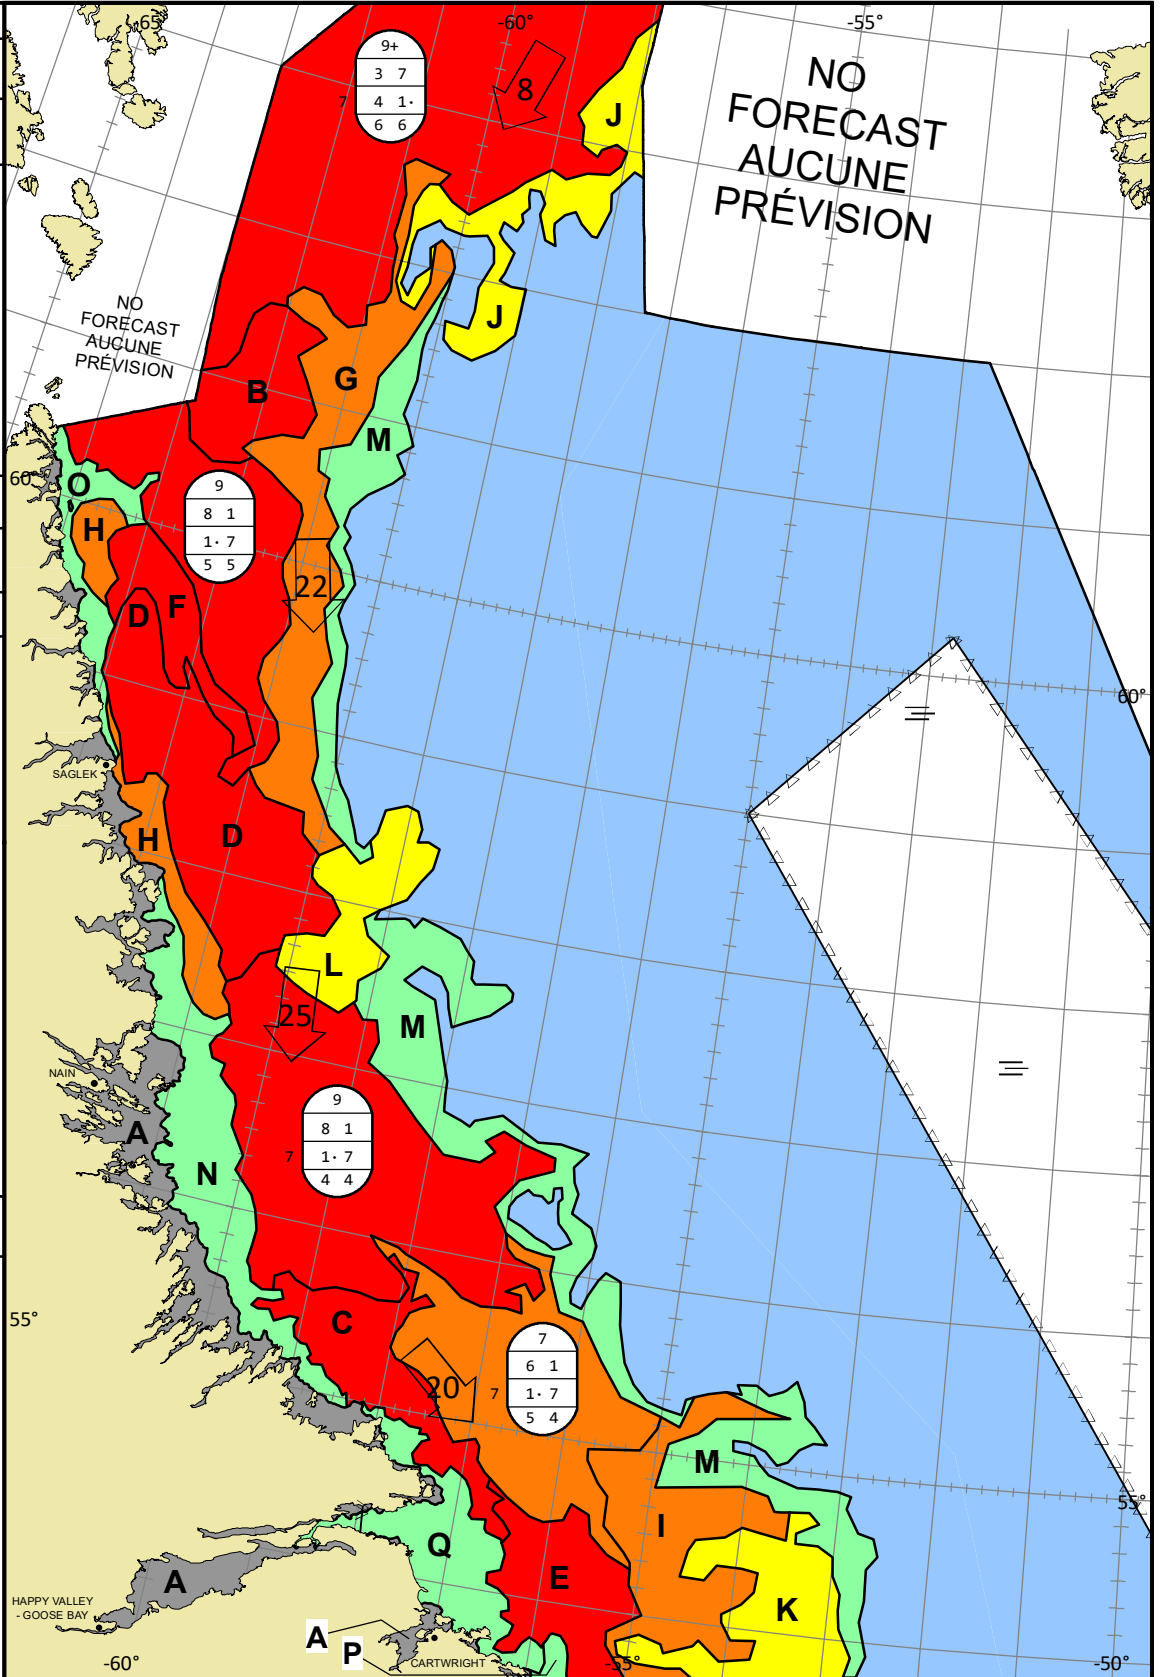 -65°
-60°
-55°
9+
3 7
7 4 1·
6 6
8
J
NO
FORECAST
AUCUNE
PRÉVISION
NO
FORECAST
AUCUNE
PRÉVISION
J
B
G
M
60°
O
H
9
8 1
1· 7
5 5
22
D
F
60°
SAGLEK
H
D
L
25
M
NAIN
A
N
9
8 1
7 1· 7
4 4
55°
C
20
7
6 1
7 1· 7
5 4
M
55°
I
Q
E
A
K
HAPPY VALLEY
- GOOSE BAY
A
P
CARTWRIGHT
-60°
-55°
-50°